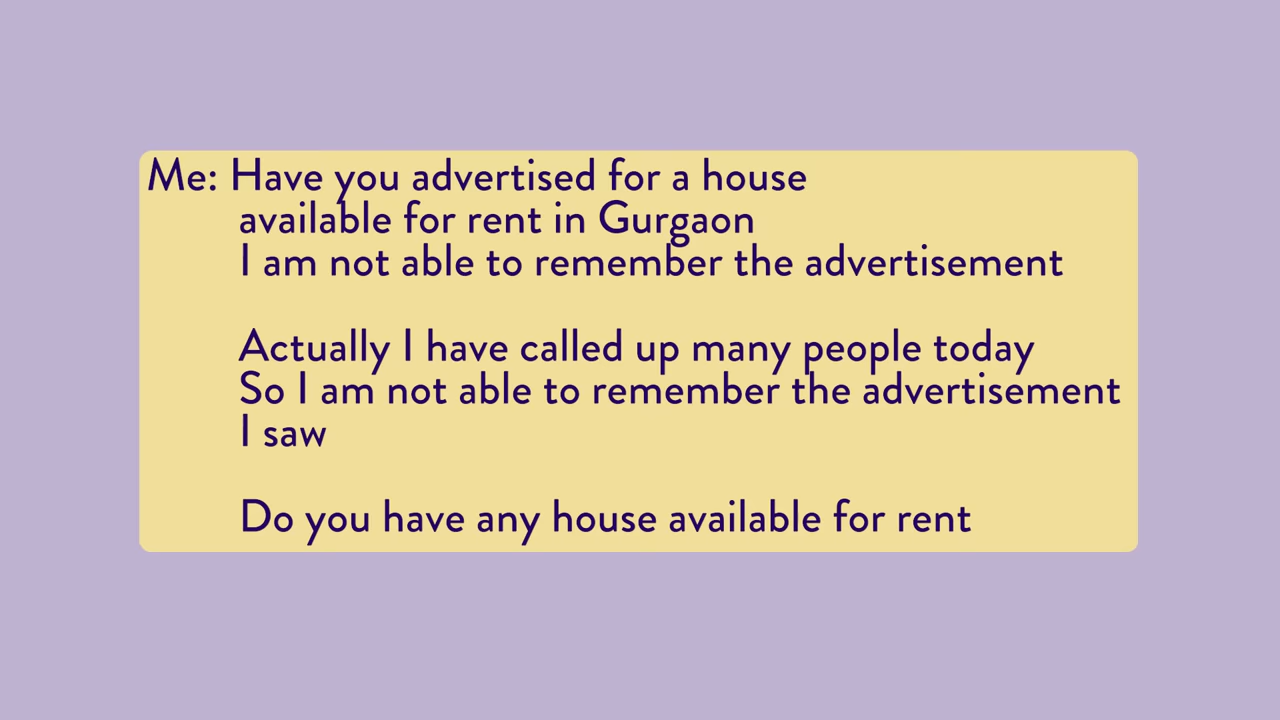 Me: Have you advertised for a house
available for rent in Gurgaon
I am not able to remember the advertisement
Actually I have called up many people today
So I am not able to remember the advertisement
I saw
Do you have any house available for rent